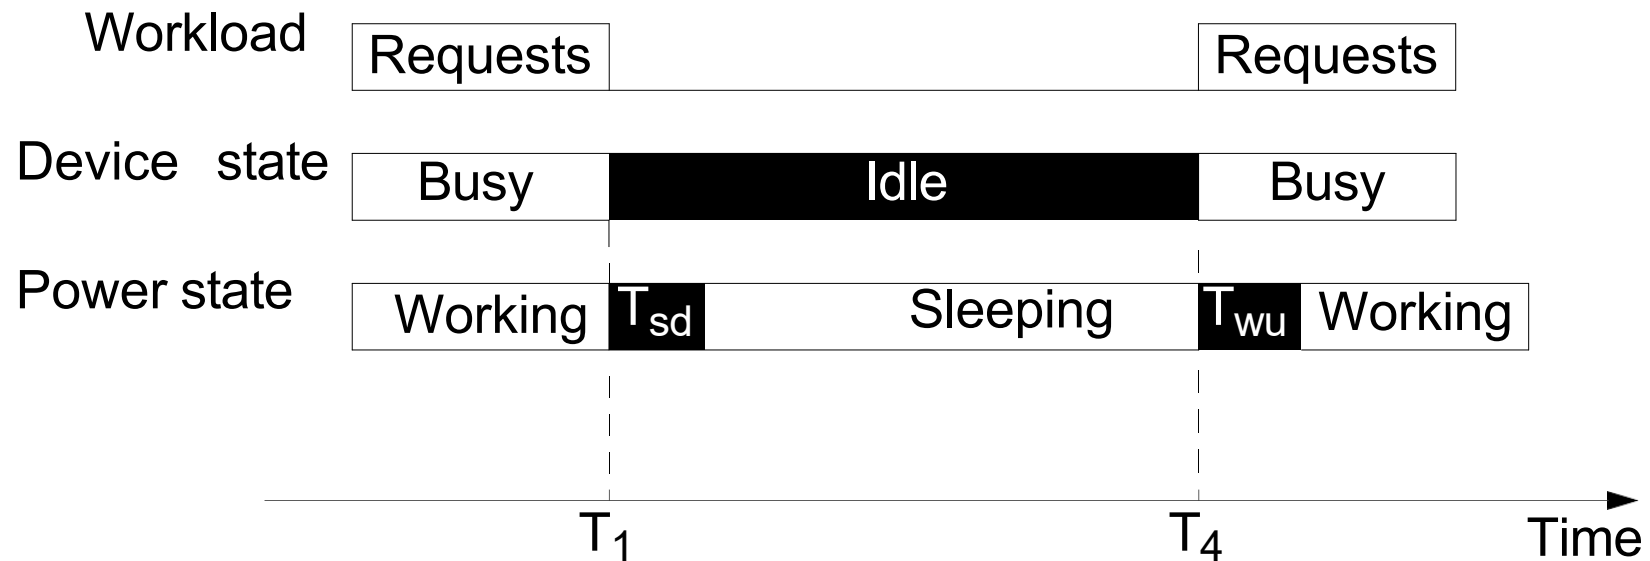 Workload Requests Requests
Device state Busy Idle Busy
Power state Working Tsd Sleeping Twu Working
T1 T4 Time